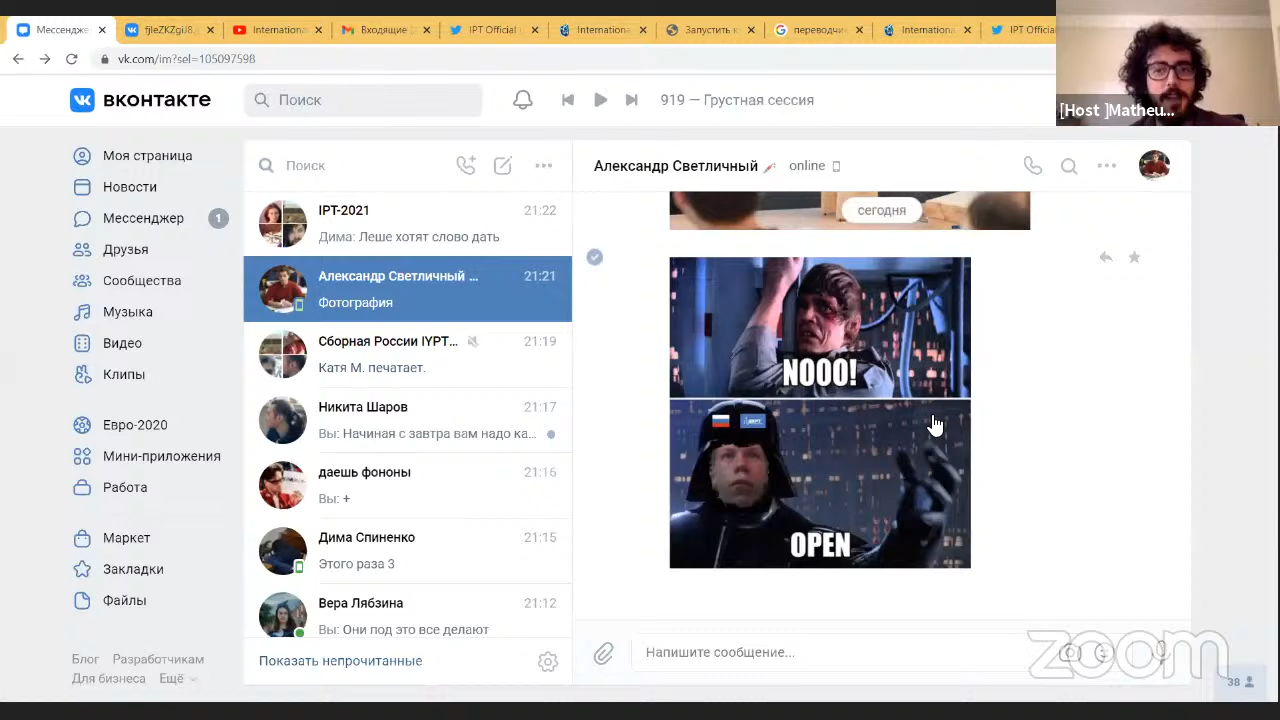 Мессендже
fjleZKZgiJ8.
International
Входящие
IPT Official
Internationa
Запустить к
переводчи
Internationa
IPT Official
vk.com/im?sel=105097598
[Host ]Matheu...
вконтакте
Поиск
919 — Грустная сессия
Моя страница
Новости
Мессенджер 1
Друзья
Сообщества
Музыка
Видео
Клипы
Евро-2020
Мини-приложения
Работа
Маркет
Закладки
Файлы
Блог Разработчикам
Для бизнеса Ещё
Поиск
IPT-2021 21:22
Дима: Леше хотят слово дать
Александр Светличный ... 21:21
Фотография
Сборная России IYPT... 21:19
Катя М. печатает.
Никита Шаров 21:17
Вы: Начиная с завтра вам надо ка...
даешь фононы 21:16
Вы: +
Дима Спиненко 21:15
Этого раза 3
Вера Лябзина 21:12
Вы: Они под это все делают
Показать непрочитанные
Александр Светличный online
сегодня
NOOO!
OPEN
Напишите сообщение...
zoom
38